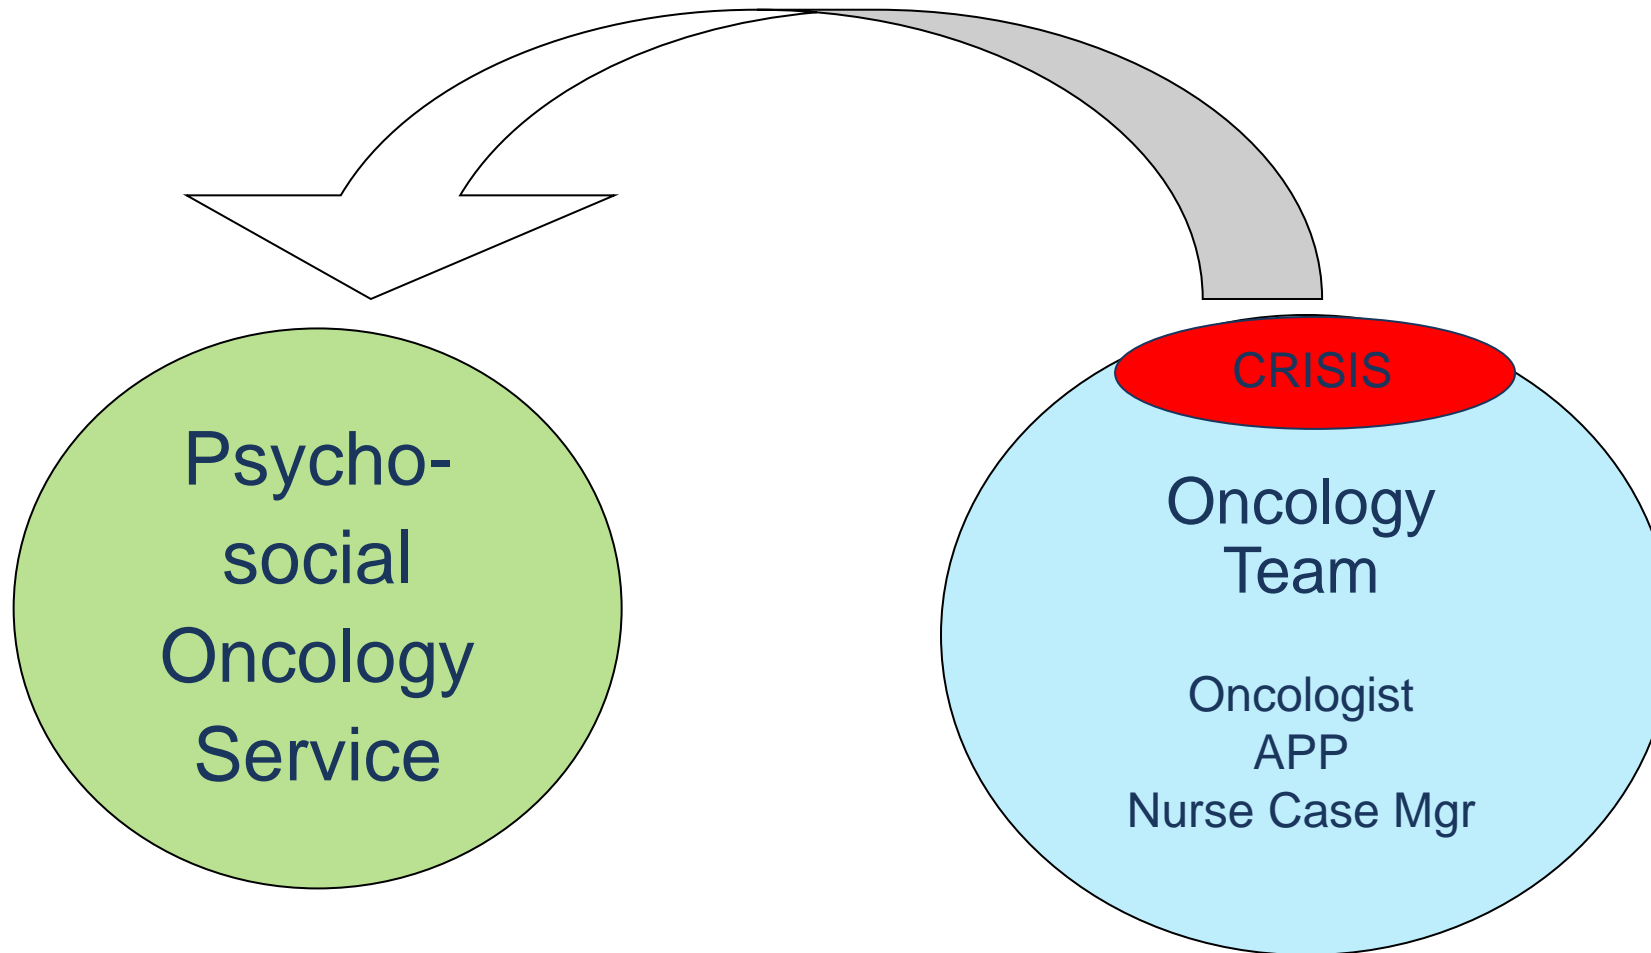 Psycho-
social
Oncology
Service
CRISIS
Oncology
Team
Oncologist
APP
Nurse Case Mgr